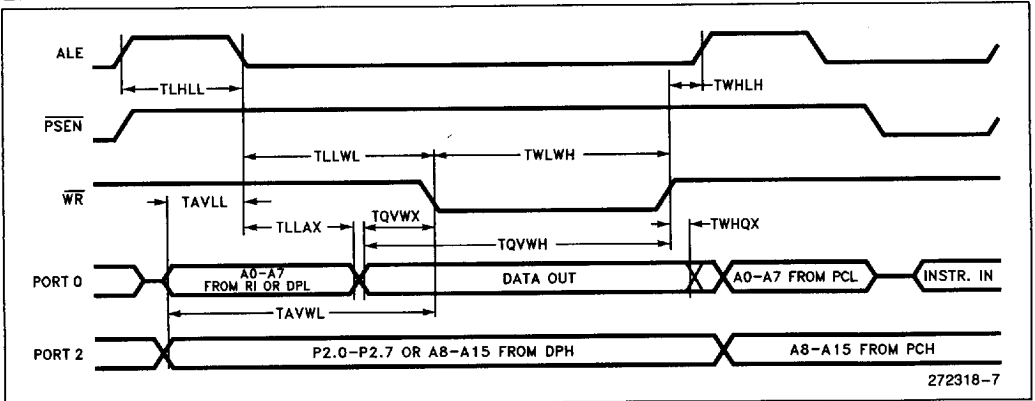 ALE
TLHLL
TWHLH
PSEN
TLLWL
TWLWH
WR
TAVLL
TLLAX
TQVWX
TWHQX
TQVWH
PORT 0
A0-A7
FROM RI OR DPL
DATA OUT
A0-A7 FROM PCL
INSTR. IN
TAVWL
PORT 2
P2.0-P2.7 OR A8-A15 FROM DPH
A8-A15 FROM PCH
272318-7